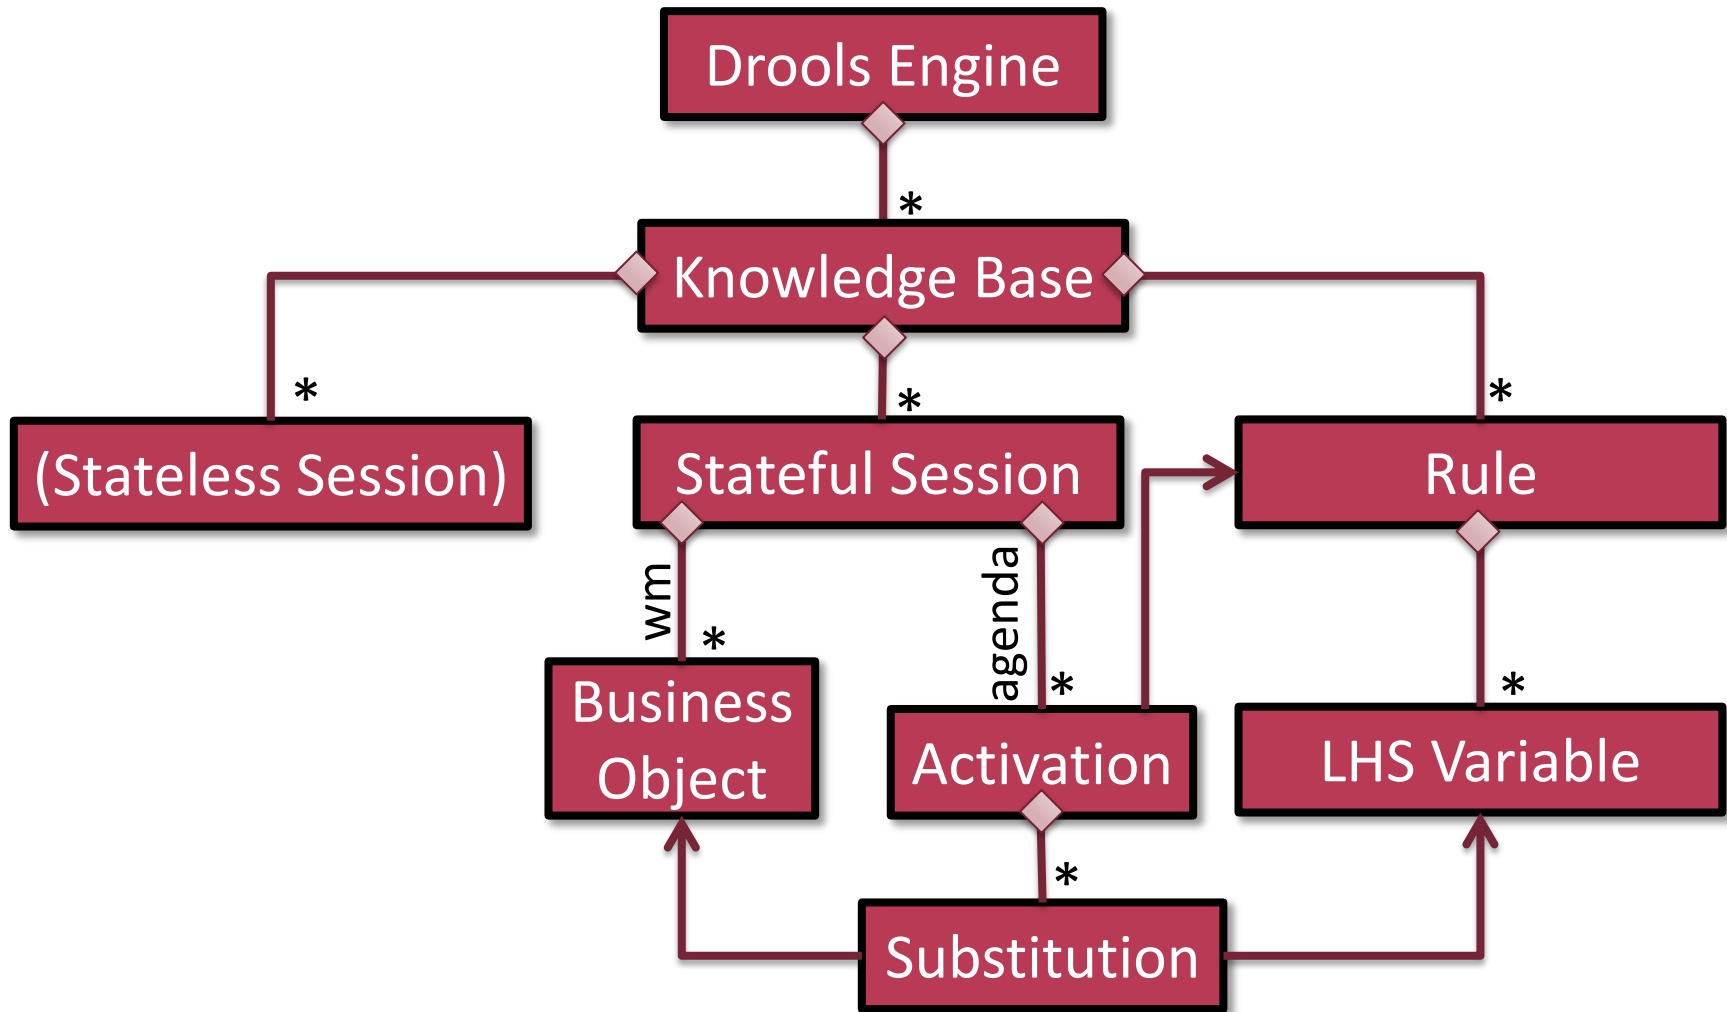 Drools Engine
*
Knowledge Base
*
*
*
(Stateless Session)
Stateful Session
Rule
wm
*
agenda
*
*
Business
Object
Activation
LHS Variable
*
Substitution